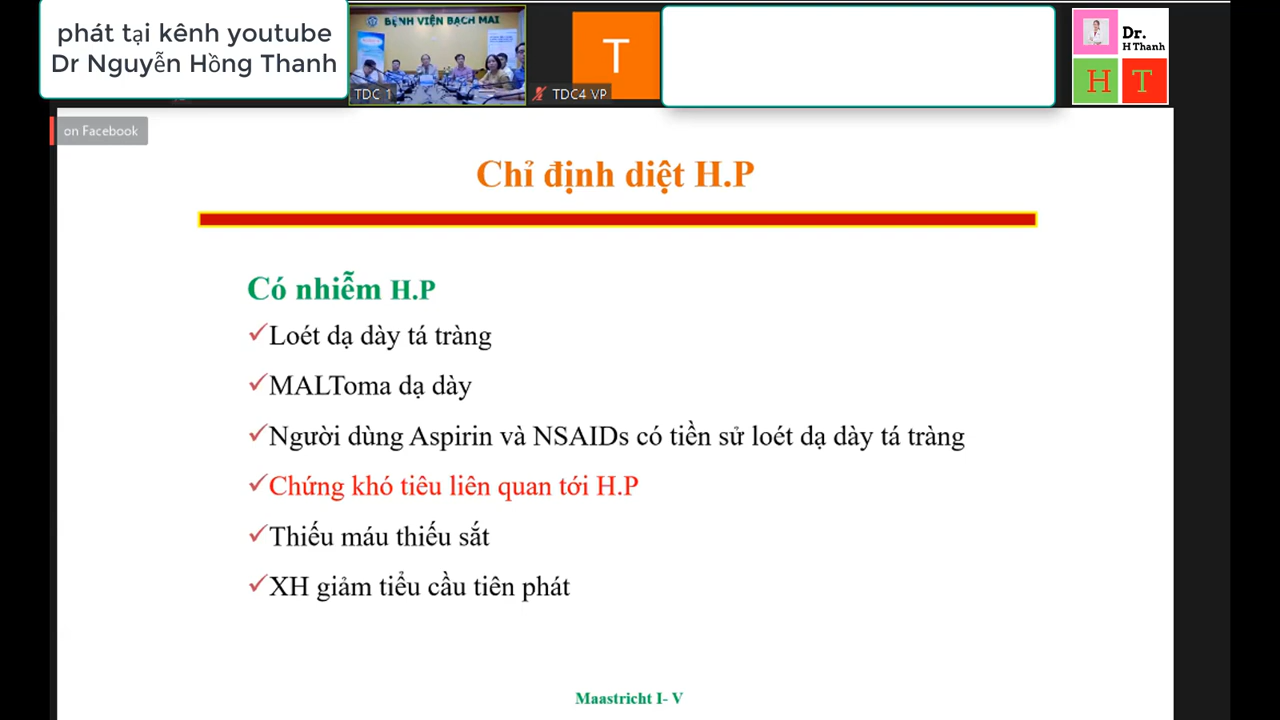 phát tại kênh youtube
Dr Nguyễn Hồng Thanh
BỆNH VIỆN BẠCH MAI
TDC 1
T
TDC4 VP
Dr.
H Thanh
H T
on Facebook
Chỉ định diệt H.P
Có nhiễm H.P
Loét dạ dày tá tràng
MALToma dạ dày
Người dùng Aspirin và NSAIDs có tiền sử loét dạ dày tá tràng
Chứng khó tiêu liên quan tới H.P
Thiếu máu thiếu sắt
XH giảm tiểu cầu tiên phát
Maastricht I- V